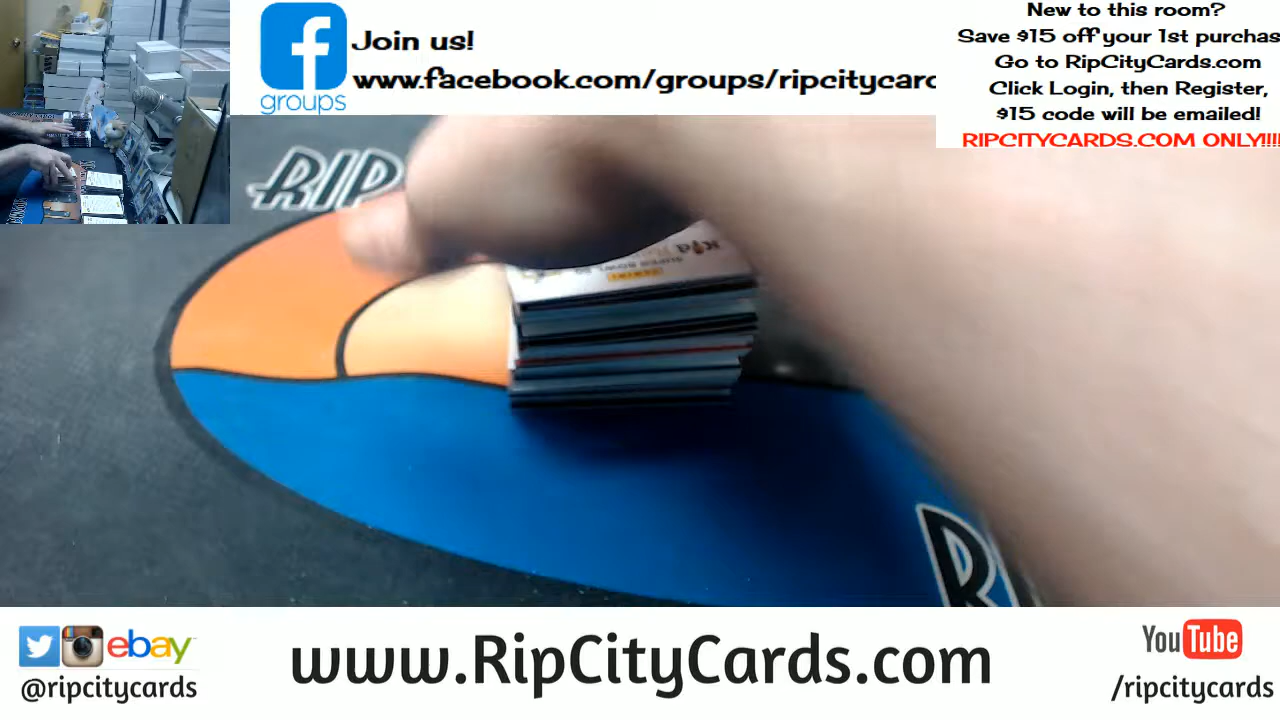 Join us!
www.facebook.com/groups/ripcitycarc
groups
New to this room?
Save $15 off your 1st purchas
Go to RipCityCards.com
Click Login, then Register,
$15 code will be emailed!
RIPCITYCARDS.COM ONLY!!!!
RIP
PANINI
ebay
@ripcitycards
www.RipCityCards.com
YouTube
/ripcitycards